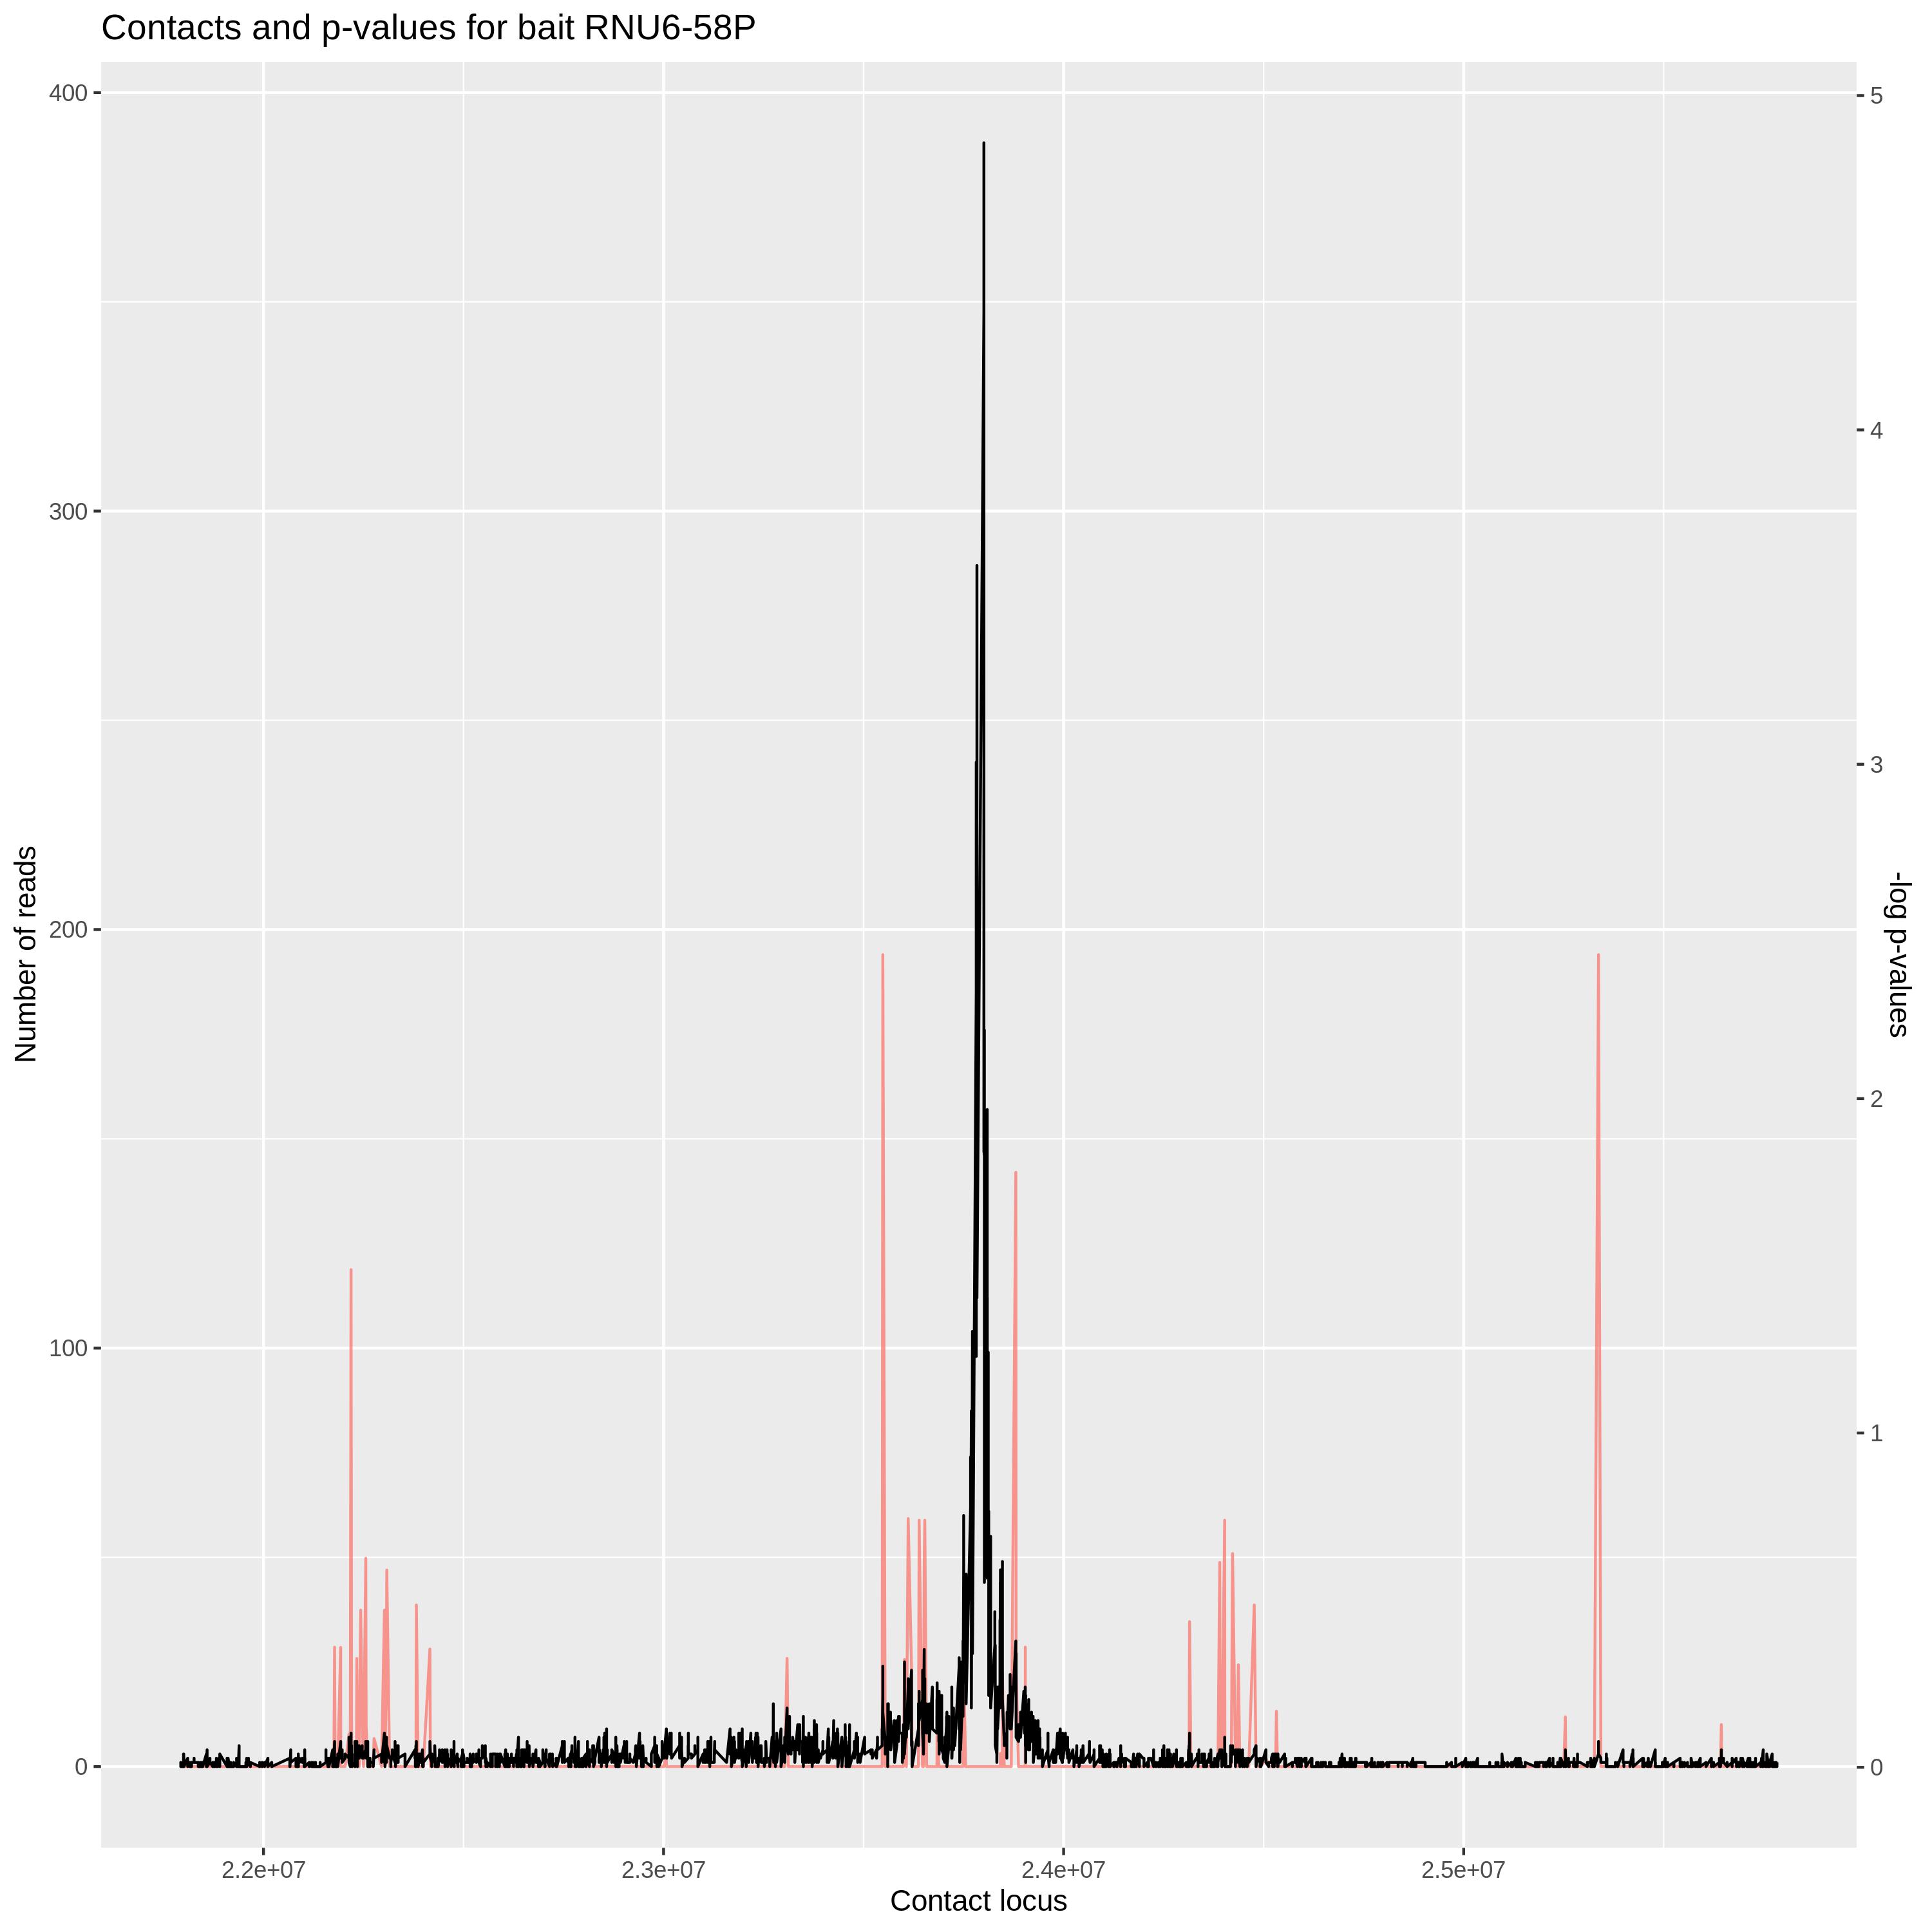 Contacts and p-values for bait RNU6-58P
400
300
200
100
0
Number of reads
5
4
3
2
1
0
-log p-values
2.2e+07 2.3e+07 2.4e+07 2.5e+07
Contact locus